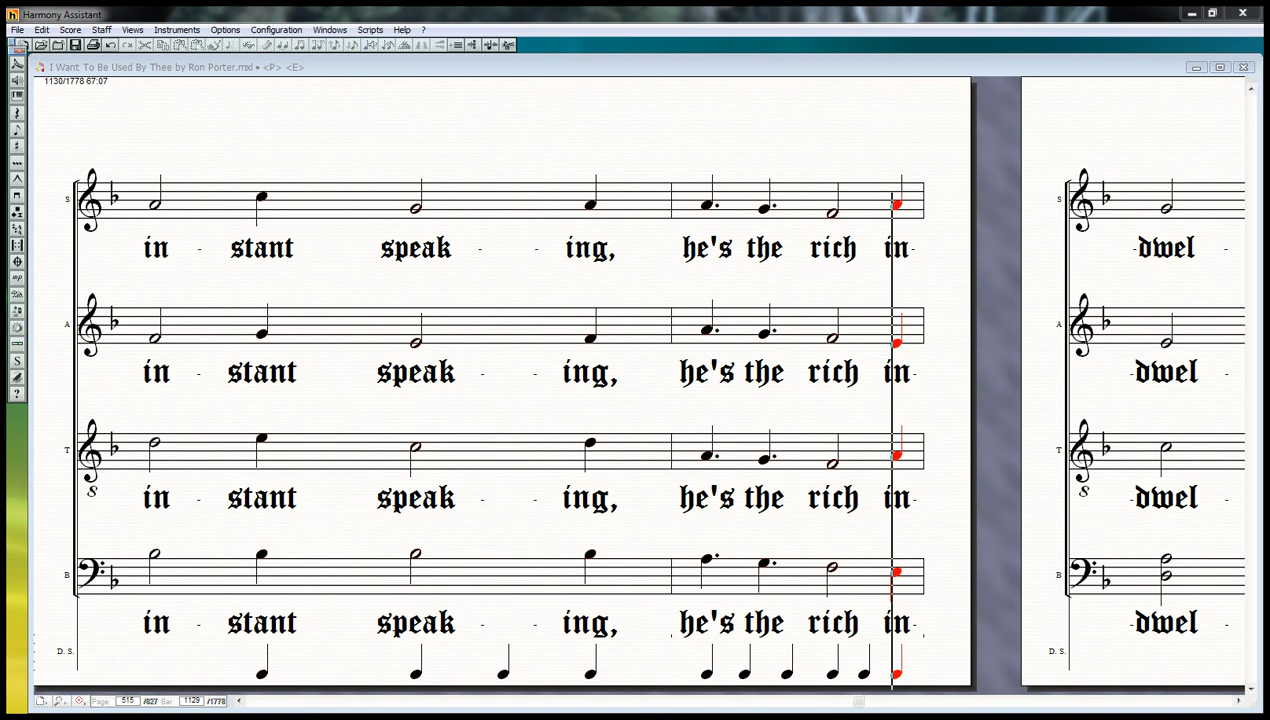 Harmony Assistant
File Edit Score Staff Views Instruments Options Configuration Windows Scripts Help ?
I Want To Be Used By Thee by Ron Porter.mxl • <P> <E>
1130/1778 67:07
S
in - stant speak - - ing, he's the rich in-
dwel -
A
in - stant speak - - ing, he's the rich in-
-dwel -
T
8
in - stant speak - - ing, he's the rich in-
-dwel -
B
in - stant speak - - ing, he's the rich in-
-dwel -
D. S.
Page: 515 /827 Bar: 1129 /1778